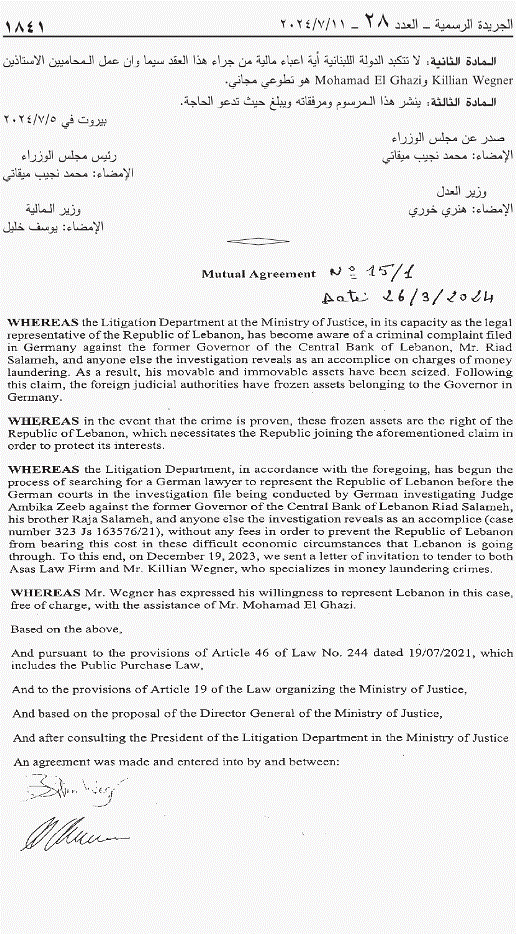 الجريدة الرسمية ــ العدد ٢٨ ــ ٢٠٢٤/٧/١١
١٨٤١
المادة الثانية: لا تتكبد الدولة اللبنانية أية اعباء مالية من جراء هذا العقد سيما وان عمل المحاميين الاستاذين
Killian Wegner و Mohamad El Ghazi هو تطوعي مجاني.
المادة الثالثة: ينشر هذا المرسوم ومرفقاته ويبلغ حيث تدعو الحاجة.
بيروت في ٢٠٢٤/٧/٥
صدر عن مجلس الوزراء
رئيس مجلس الوزراء
الإمضاء: محمد نجيب ميقاتي
الإمضاء: محمد نجيب ميقاتي
وزير العدل
وزير المالية
الإمضاء: هنري خوري
الإمضاء: يوسف خليل
Mutual Agreement Nº 15/1
Date: 26/3/2024
WHEREAS the Litigation Department at the Ministry of Justice, in its capacity as the legal
representative of the Republic of Lebanon, has become aware of a criminal complaint filed
in Germany against the former Governor of the Central Bank of Lebanon, Mr. Riad
Salameh, and anyone else the investigation reveals as an accomplice on charges of money
laundering. As a result, his movable and immovable assets have been seized. Following
this claim, the foreign judicial authorities have frozen assets belonging to the Governor in
Germany.
WHEREAS in the event that the crime is proven, these frozen assets are the right of the
Republic of Lebanon, which necessitates the Republic joining the aforementioned claim in
order to protect its interests.
WHEREAS the Litigation Department, in accordance with the foregoing, has begun the
process of searching for a German lawyer to represent the Republic of Lebanon before the
German courts in the investigation file being conducted by German investigating Judge
Ambika Zeeb against the former Governor of the Central Bank of Lebanon Riad Salameh,
his brother Raja Salameh, and anyone else the investigation reveals as an accomplice (case
number 323 Js 163576/21), without any fees in order to prevent the Republic of Lebanon
from bearing this cost in these difficult economic circumstances that Lebanon is going
through. To this end, on December 19, 2023, we sent a letter of invitation to tender to both
Asas Law Firm and Mr. Killian Wegner, who specializes in money laundering crimes.
WHEREAS Mr. Wegner has expressed his willingness to represent Lebanon in this case,
free of charge, with the assistance of Mr. Mohamad El Ghazi.
Based on the above,
And pursuant to the provisions of Article 46 of Law No. 244 dated 19/07/2021, which
includes the Public Purchase Law,
And to the provisions of Article 19 of the Law organizing the Ministry of Justice,
And based on the proposal of the Director General of the Ministry of Justice,
And after consulting the President of the Litigation Department in the Ministry of Justice
An agreement was made and entered into by and between: